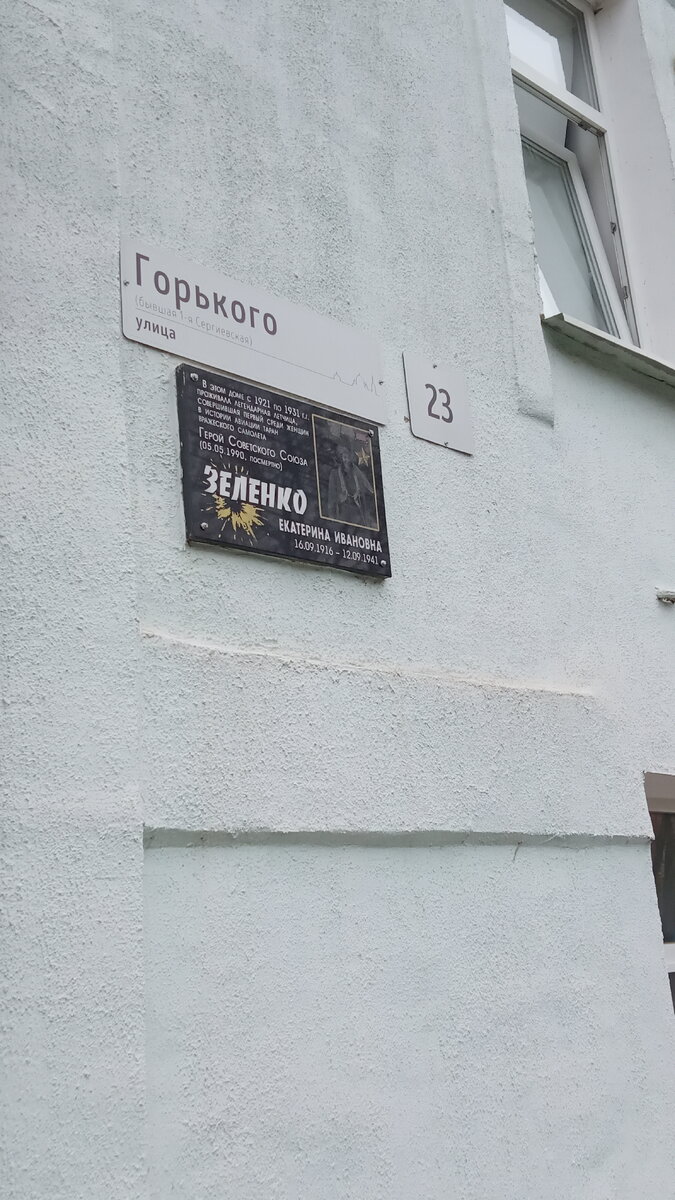 Горького
(бывшая 1-я Сергиевская)
улица
23
В ЭТОМ ДОМЕ С 1921 ПО 1931 Г.Г.
ПРОЖИВАЛА ЛЕГЕНДАРНАЯ ЛЕТЧИЦА,
СОВЕРШИВШАЯ ПЕРВЫЙ СРЕДИ ЖЕНЩИН
В ИСТОРИИ АВИАЦИИ ТАРАН
ВРАЖЕСКОГО САМОЛЕТА
ГЕРОЙ СОВЕТСКОГО СОЮЗА
(05.05.1990, ПОСМЕРТНО)
ЗЕЛЕНКО
ЕКАТЕРИНА ИВАНОВНА
16.09.1916 – 12.09.1941